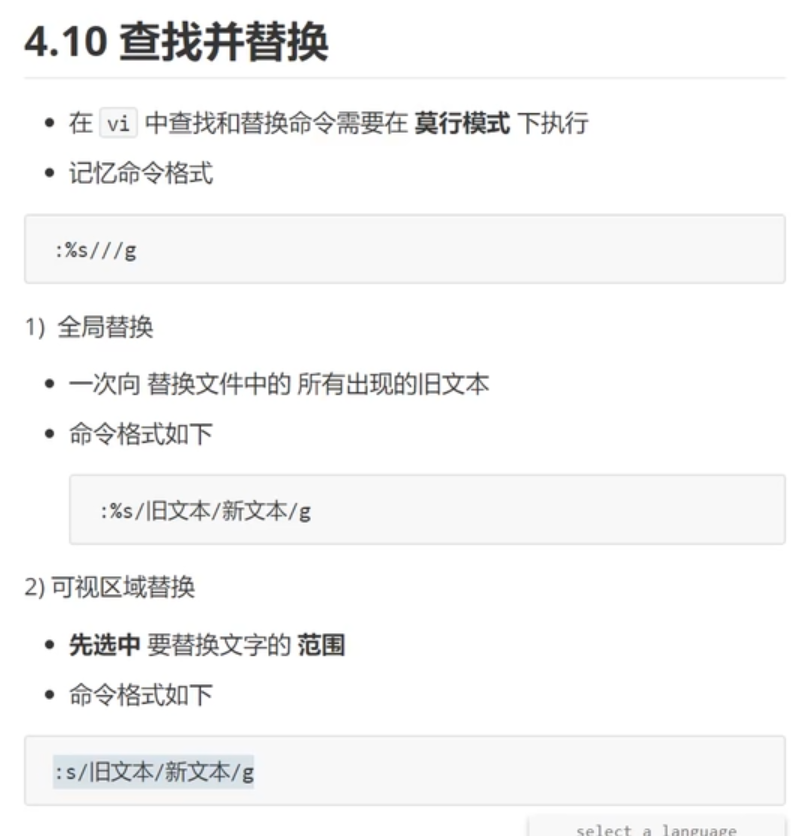 4.10 查找并替换
在 vi 中查找和替换命令需要在 莫行模式 下执行
记忆命令格式
:%s///g
1) 全局替换
一次向 替换文件中的 所有出现的旧文本
命令格式如下
:%s/旧文本/新文本/g
2) 可视区域替换
先选中 要替换文字的 范围
命令格式如下
:s/旧文本/新文本/g
select a language